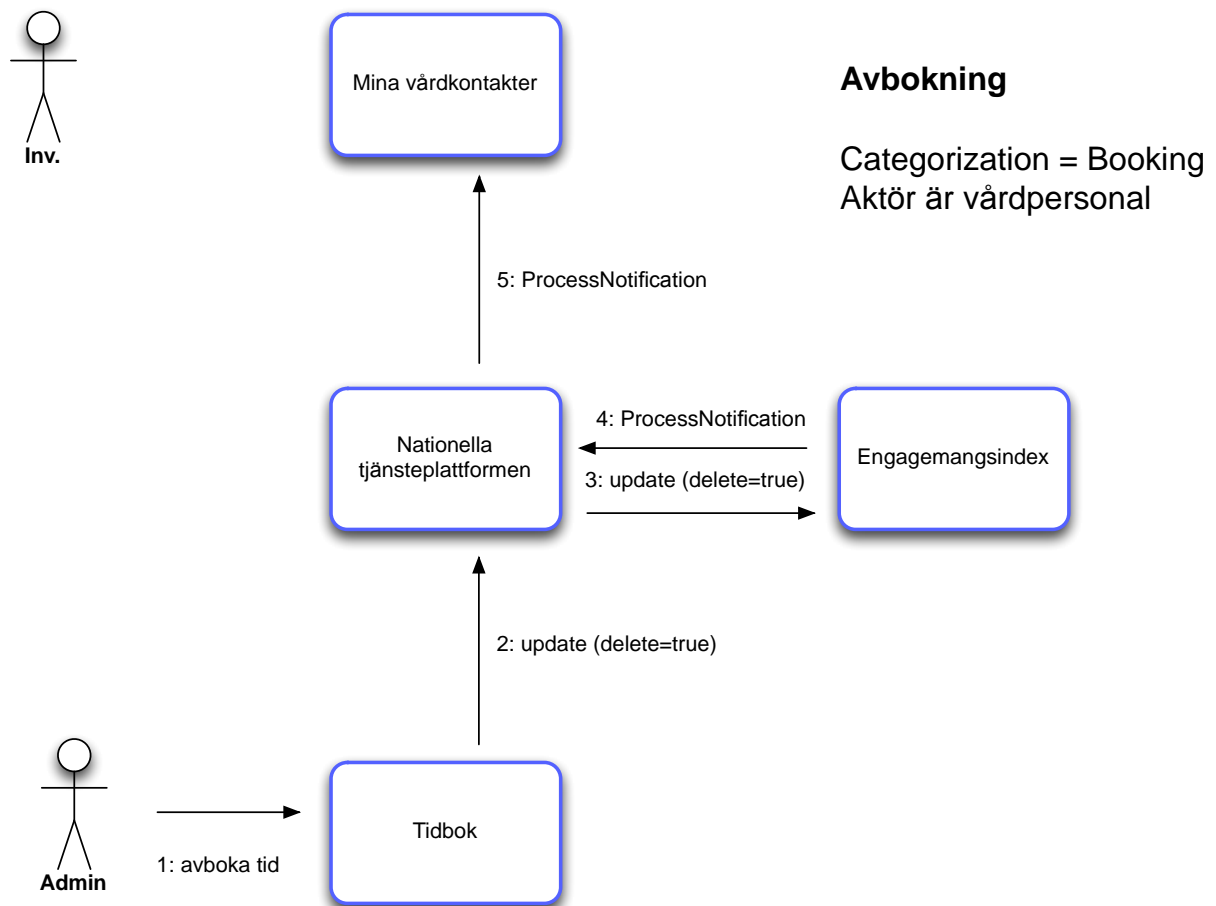 Mina vårdkontakter
Avbokning
Inv.
Categorization = Booking
Aktör är vårdpersonal
5: ProcessNotification
4: ProcessNotification
Nationella
tjänsteplattformen
Engagemangsindex
3: update (delete=true)
2: update (delete=true)
Tidbok
1: avboka tid
Admin